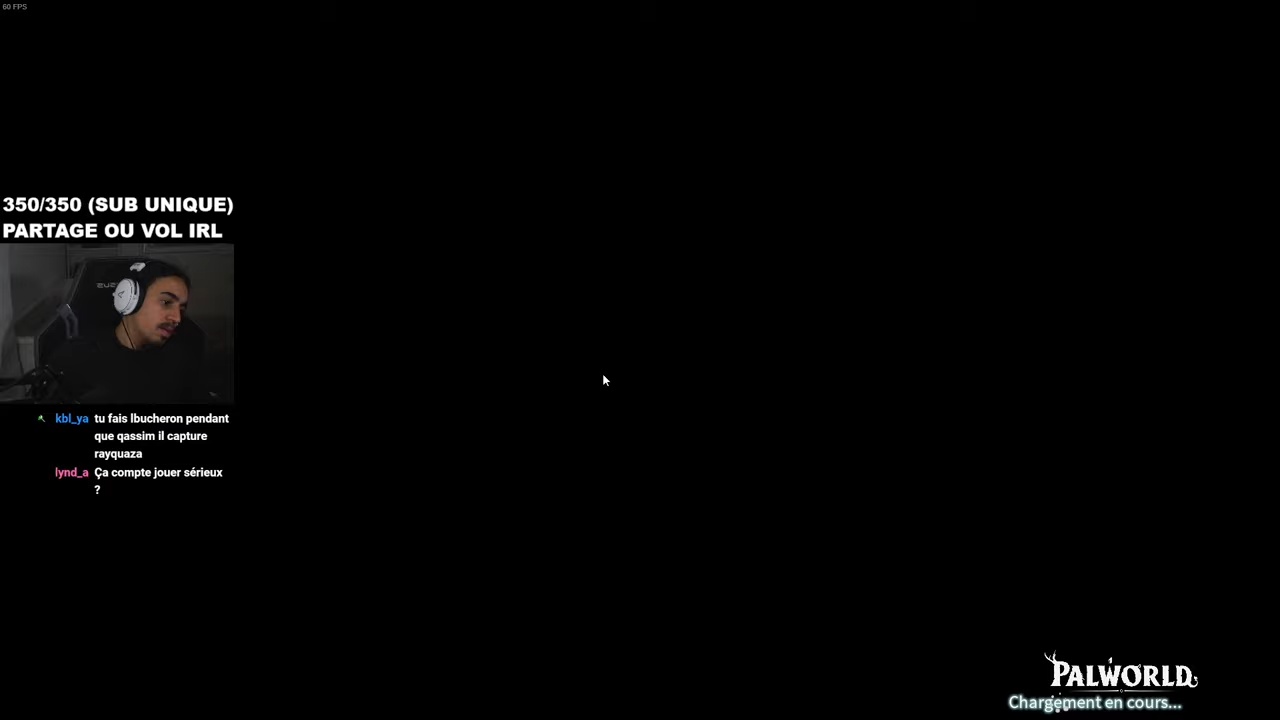 60 FPS
350/350 (SUB UNIQUE)
PARTAGE OU VOL IRL
kbl_ya tu fais lbucheron pendant
que qassim il capture
rayquaza
lynd_a Ça compte jouer sérieux
?
PALWORLD
Chargement en cours...